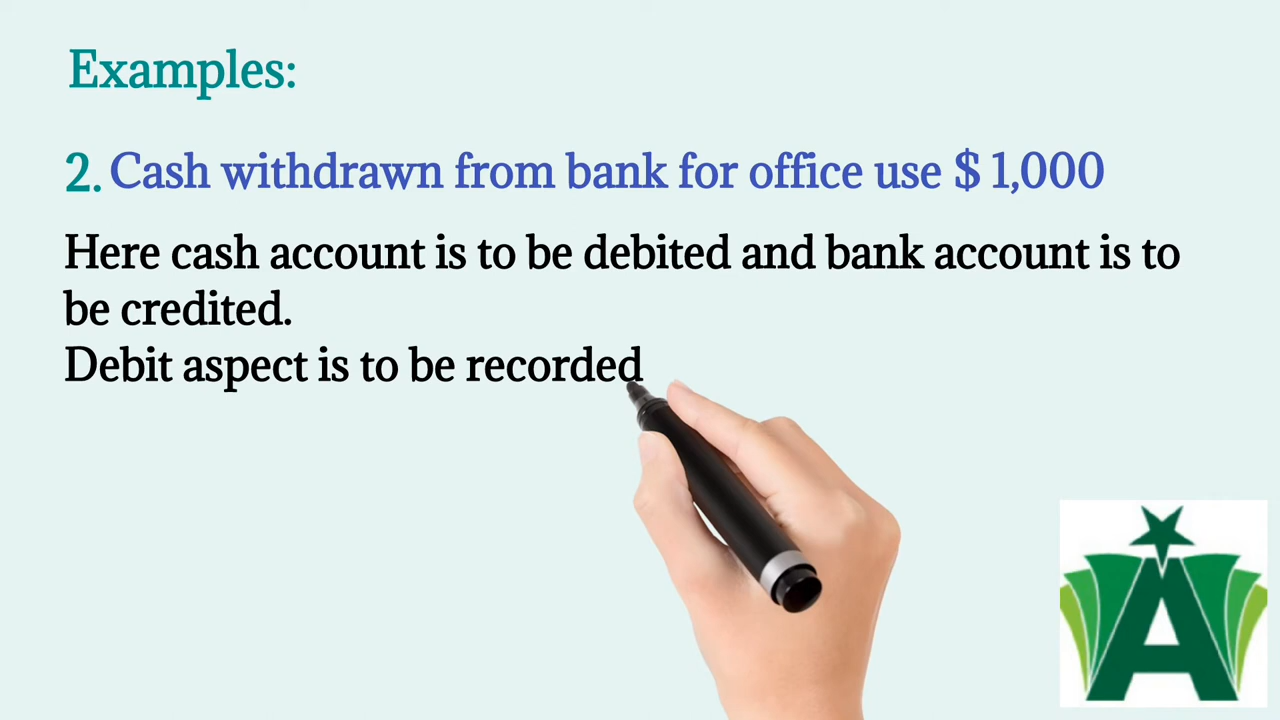 Examples:
2. Cash withdrawn from bank for office use $ 1,000
Here cash account is to be debited and bank account is to
be credited.
Debit aspect is to be recorded
A